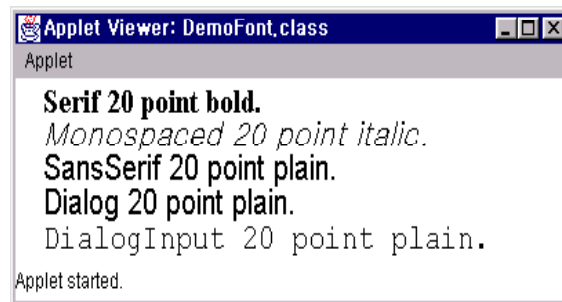 Applet Viewer: DemoFont.class
Applet
Serif 20 point bold.
Monospaced 20 point italic.
SansSerif 20 point plain.
Dialog 20 point plain.
DialogInput 20 point plain.
Applet started.